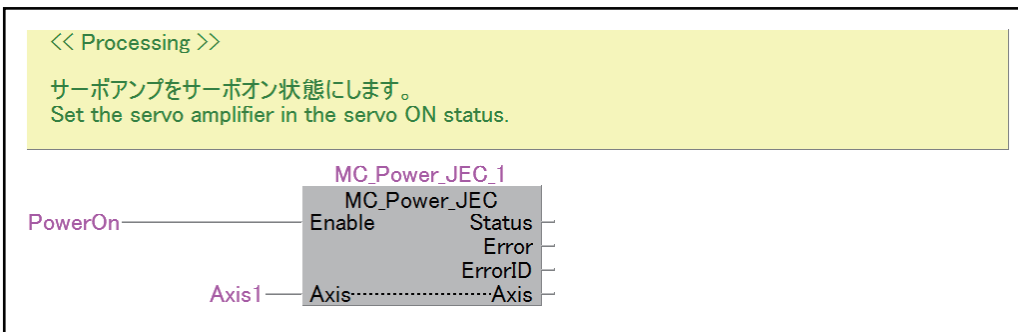 << Processing >>
サーボアンプをサーボオン状態にします。
Set the servo amplifier in the servo ON status.
MC_Power_JEC_1
MC_Power_JEC
PowerOn Enable Status
Error
ErrorID
Axis1 Axis Axis